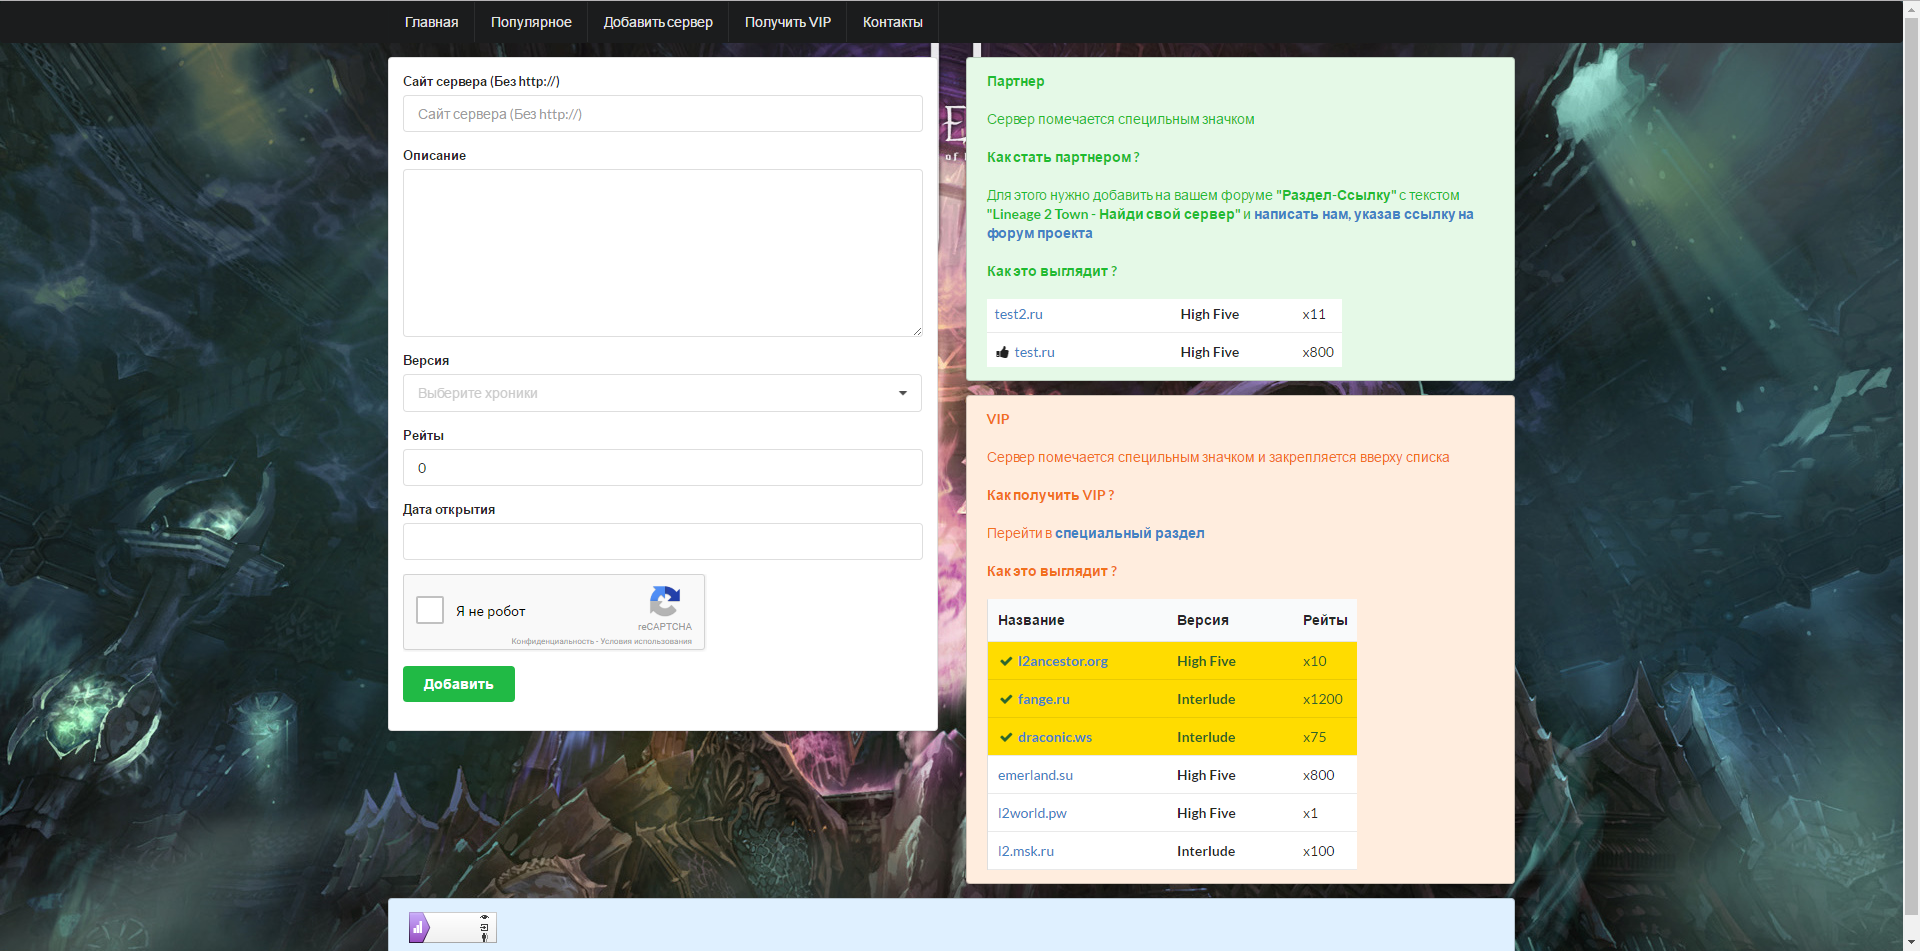 Главная Популярное Добавить сервер Получить VIP Контакты
Сайт сервера (Без http://)
Сайт сервера (Без http://)
Описание
Версия
Выберите хроники
Рейты
0
Дата открытия
Я не робот
reCAPTCHA
Конфиденциальность - Условия использования
Добавить
Партнер
Сервер помечается специльным значком
Как стать партнером ?
Для этого нужно добавить на вашем форуме "Раздел-Ссылку" с текстом
"Lineage 2 Town - Найди свой сервер" и написать нам, указав ссылку на
форум проекта
Как это выглядит ?
test2.ru High Five x11
test.ru High Five x800
VIP
Сервер помечается специльным значком и закрепляется вверху списка
Как получить VIP ?
Перейти в специальный раздел
Как это выглядит ?
Название Версия Рейты
l2ancestor.org High Five x10
fange.ru Interlude x1200
draconic.ws Interlude x75
emerland.su High Five x800
l2world.pw High Five x1
l2.msk.ru Interlude x100